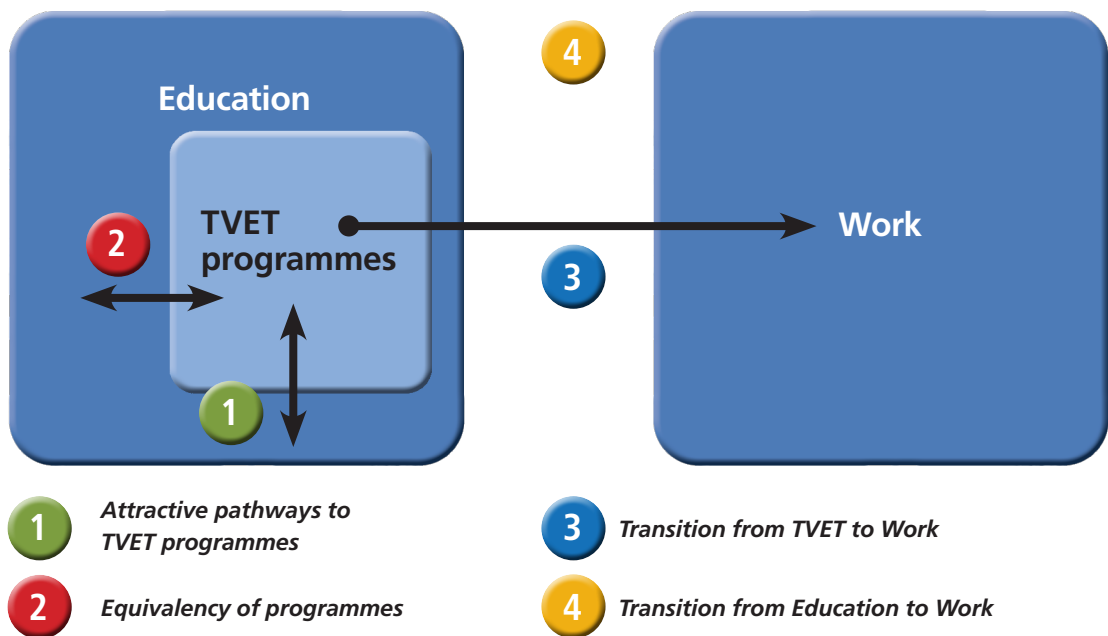 4
Education
TVET
programmes
2
Work
3
1
1
Attractive pathways to
TVET programmes
3
Transition from TVET to Work
2
Equivalency of programmes
4
Transition from Education to Work